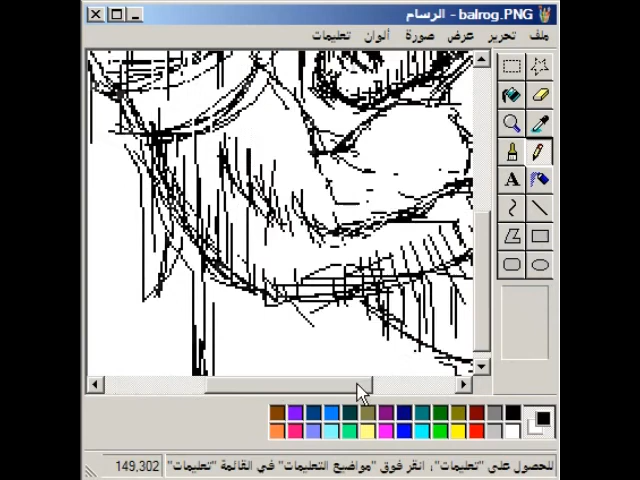 balrog.PNG - الرسام
ملف تحرير عرض صورة ألوان تعليمات
A
للحصول على "تعليمات"، انقر فوق "مواضيع التعليمات" في القائمة "تعليمات" 149,302